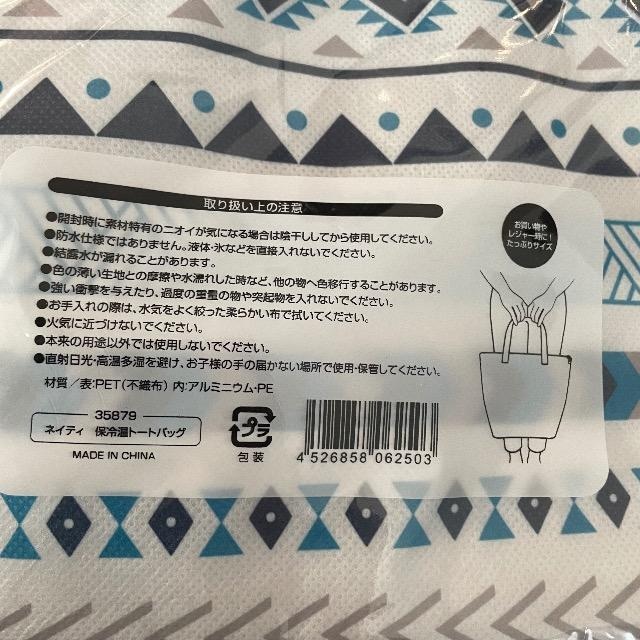 取り扱い上の注意
●開封時に素材特有のニオイが気になる場合は陰干ししてから使用してください。
●防水仕様ではありません。液体・氷などを直接入れないでください。
●結露水が漏れることがあります。
●色の薄い生地との摩擦や水濡れした時など、他の物へ色移行することがあります。
●強い衝撃を与えたり、過度の重量の物や突起物を入れないでください。
●お手入れの際は、水気をよく絞った柔らかい布で拭いてください。
●火気に近づけないでください。
●本来の用途以外では使用しないでください。
●直射日光・高温多湿を避け、お子様の手の届かない場所で使用・保管してください。
材質/表:PET(不織布) 内:アルミニウム・PE
35879
ネイティ 保冷温トートバッグ
MADE IN CHINA
プラ
包装
4 526858 062503
お買い物や
レジャー時に!
たっぷりサイズ